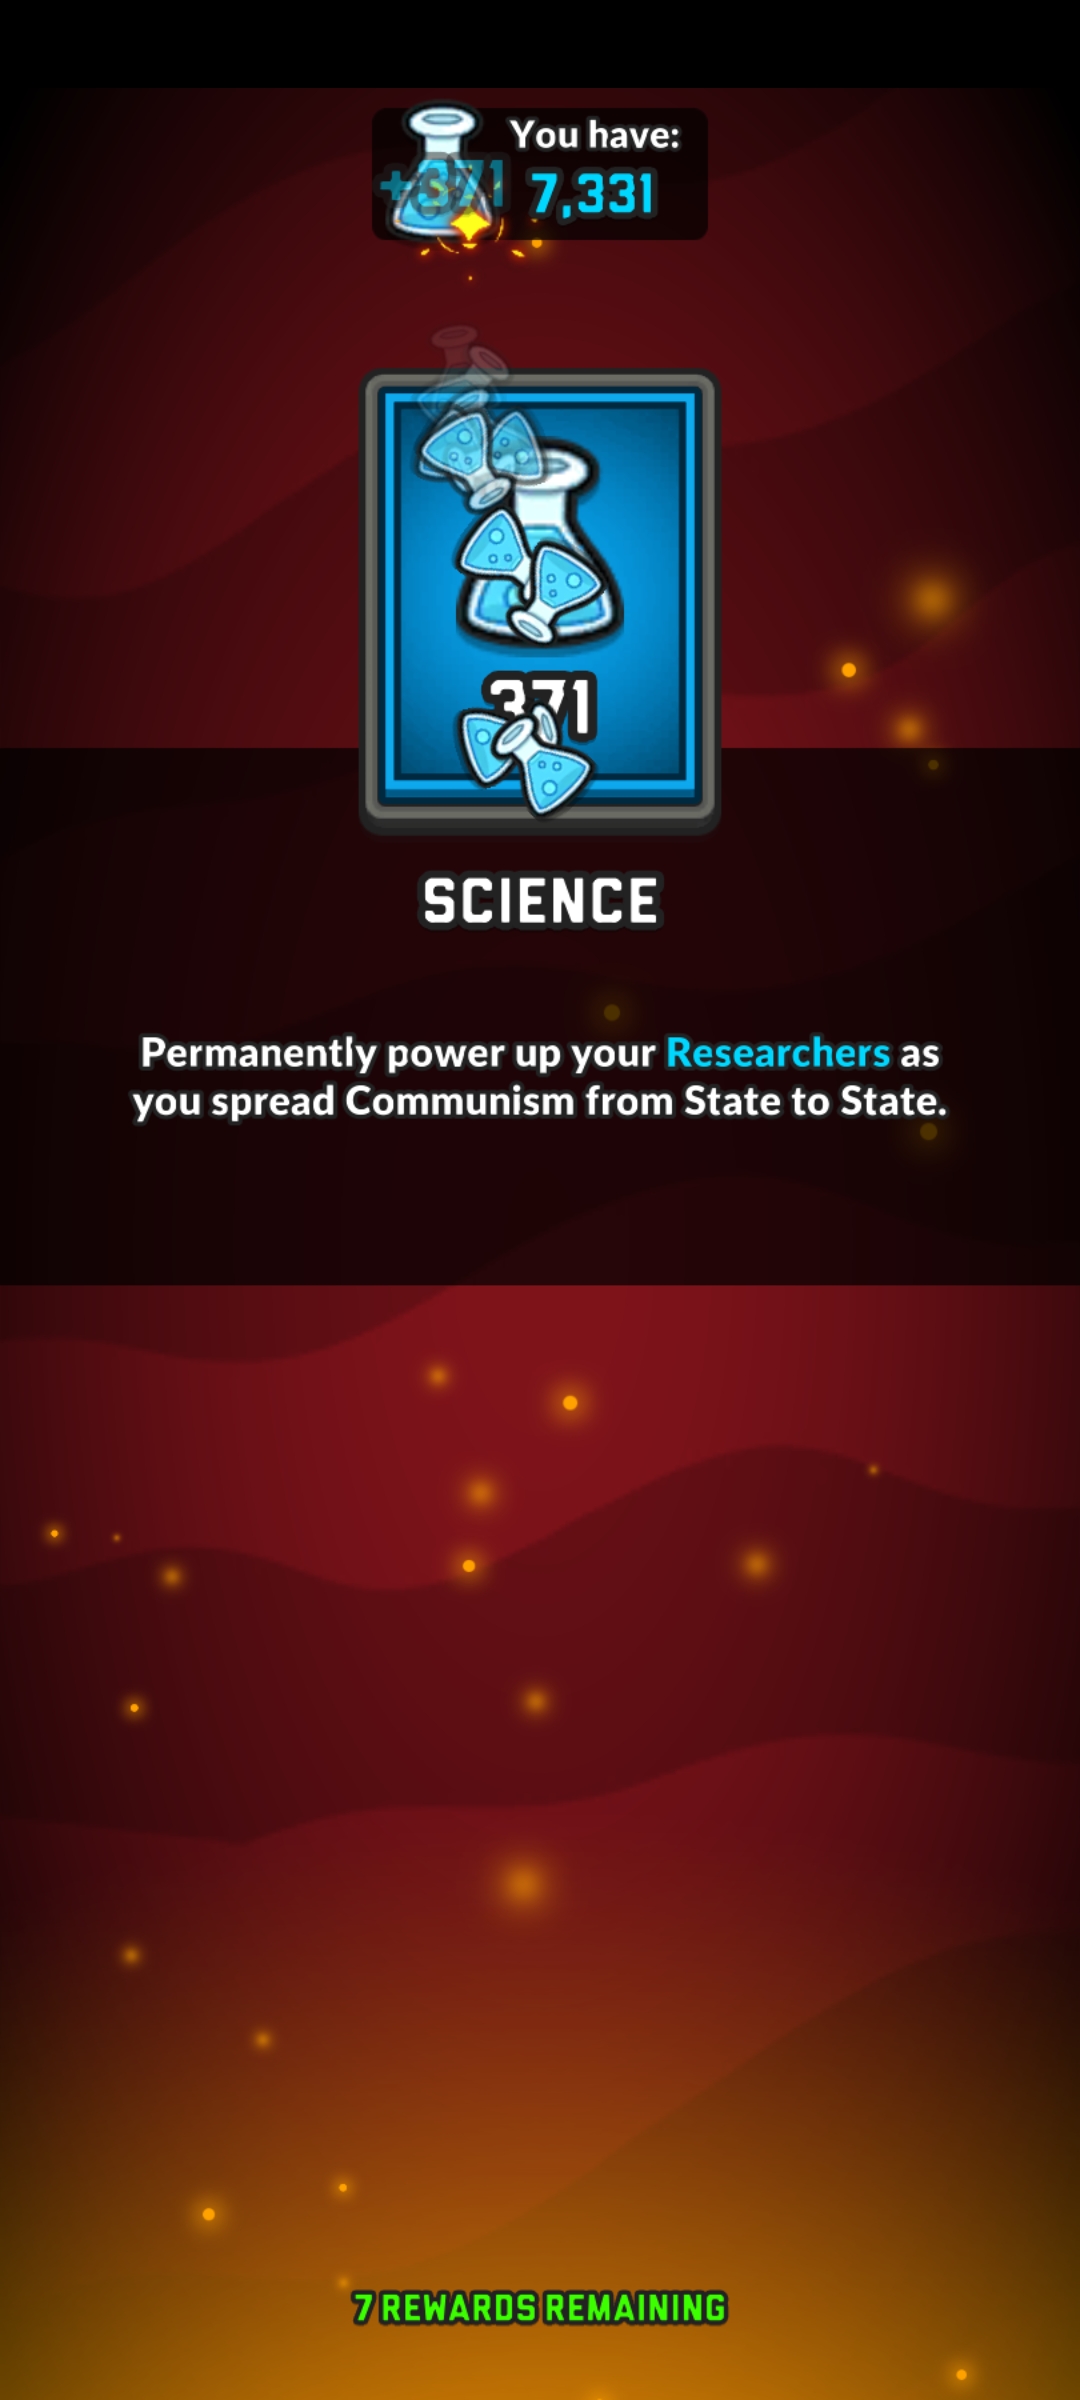 You have:
+371 7,331
371
SCIENCE
Permanently power up your Researchers as
you spread Communism from State to State.
7 REWARDS REMAINING